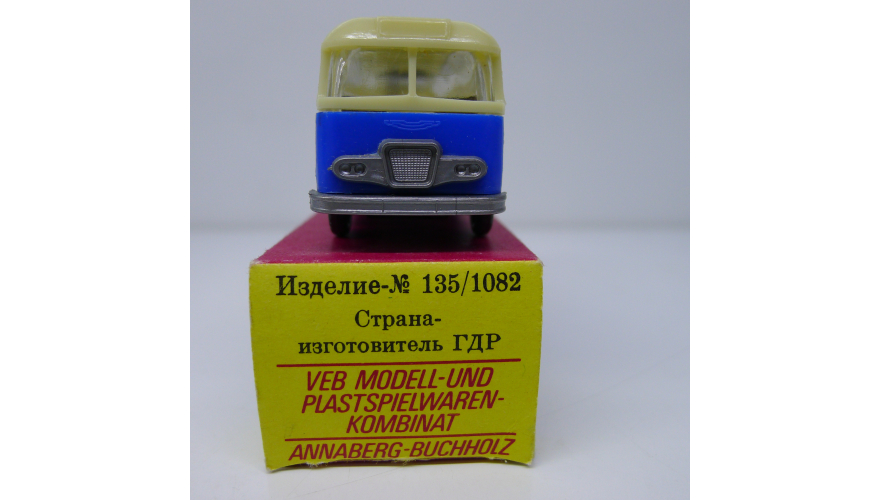 Изделие-№ 135/1082
Страна-
изготовитель ГДР
VEB MODELL-UND
PLASTSPIELWAREN-
KOMBINAT
ANNABERG-BUCHHOLZ